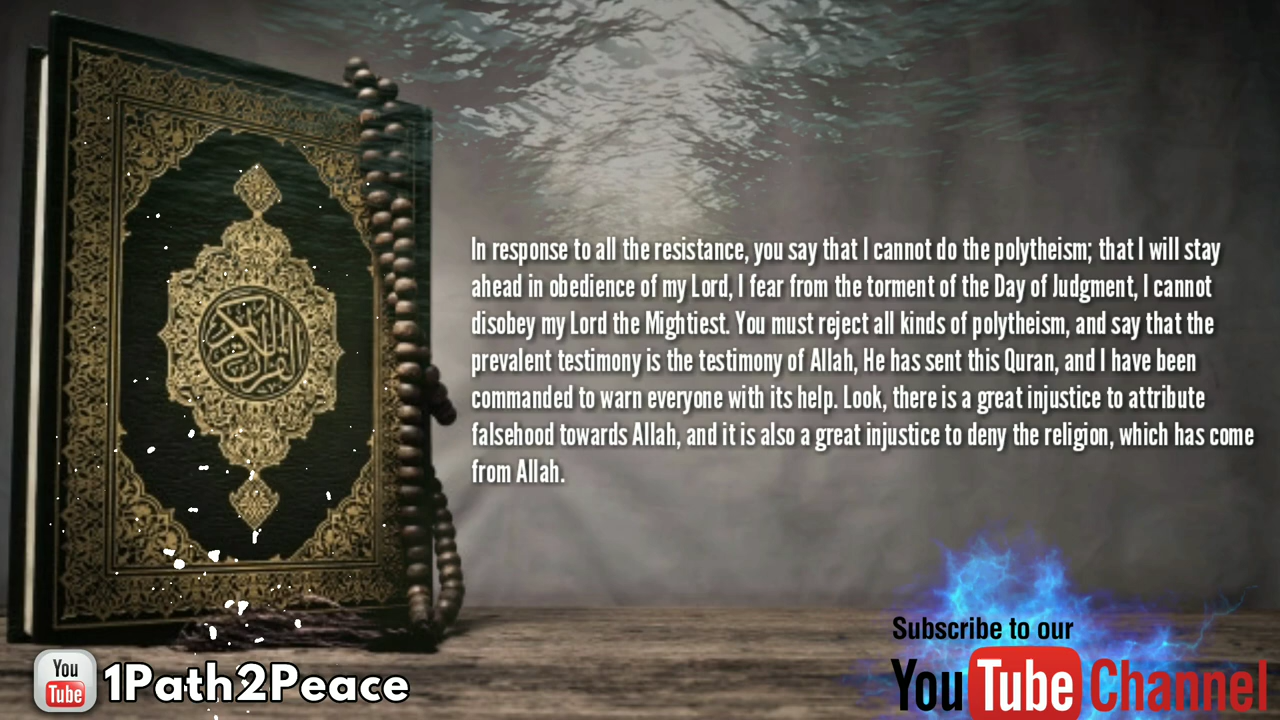 القرآن الكريم
In response to all the resistance, you say that I cannot do the polytheism; that I will stay
ahead in obedience of my Lord, I fear from the torment of the Day of Judgment, I cannot
disobey my Lord the Mightiest. You must reject all kinds of polytheism, and say that the
prevalent testimony is the testimony of Allah, He has sent this Quran, and I have been
commanded to warn everyone with its help. Look, there is a great injustice to attribute
falsehood towards Allah, and it is also a great injustice to deny the religion, which has come
from Allah.
You
Tube
1Path2Peace
Subscribe to our
YouTube Channel